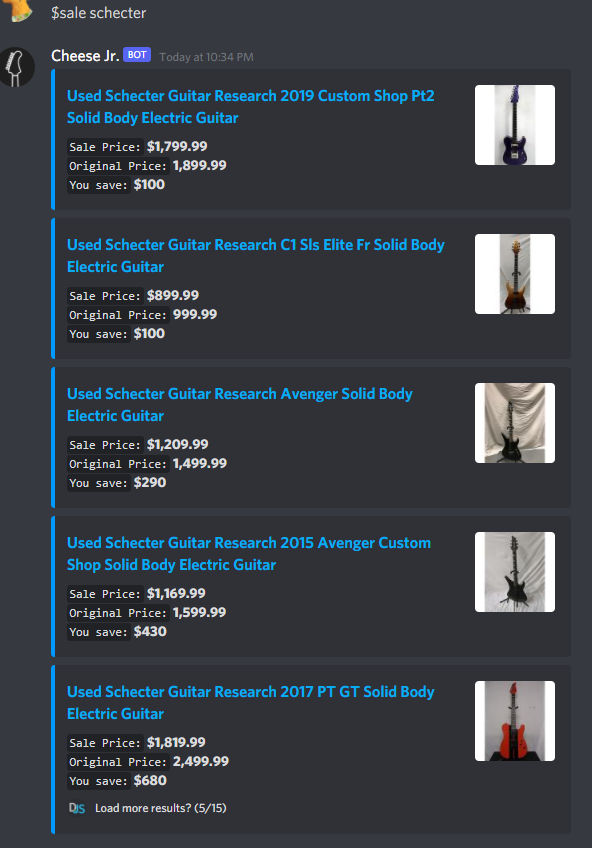 $sale schecter
Cheese Jr. BOT Today at 10:34 PM
Used Schecter Guitar Research 2019 Custom Shop Pt2
Solid Body Electric Guitar
Sale Price: $1,799.99
Original Price: 1,899.99
You save: $100
Used Schecter Guitar Research C1 Sls Elite Fr Solid Body
Electric Guitar
Sale Price: $899.99
Original Price: 999.99
You save: $100
Used Schecter Guitar Research Avenger Solid Body
Electric Guitar
Sale Price: $1,209.99
Original Price: 1,499.99
You save: $290
Used Schecter Guitar Research 2015 Avenger Custom
Shop Solid Body Electric Guitar
Sale Price: $1,169.99
Original Price: 1,599.99
You save: $430
Used Schecter Guitar Research 2017 PT GT Solid Body
Electric Guitar
Sale Price: $1,819.99
Original Price: 2,499.99
You save: $680
DJS Load more results? (5/15)